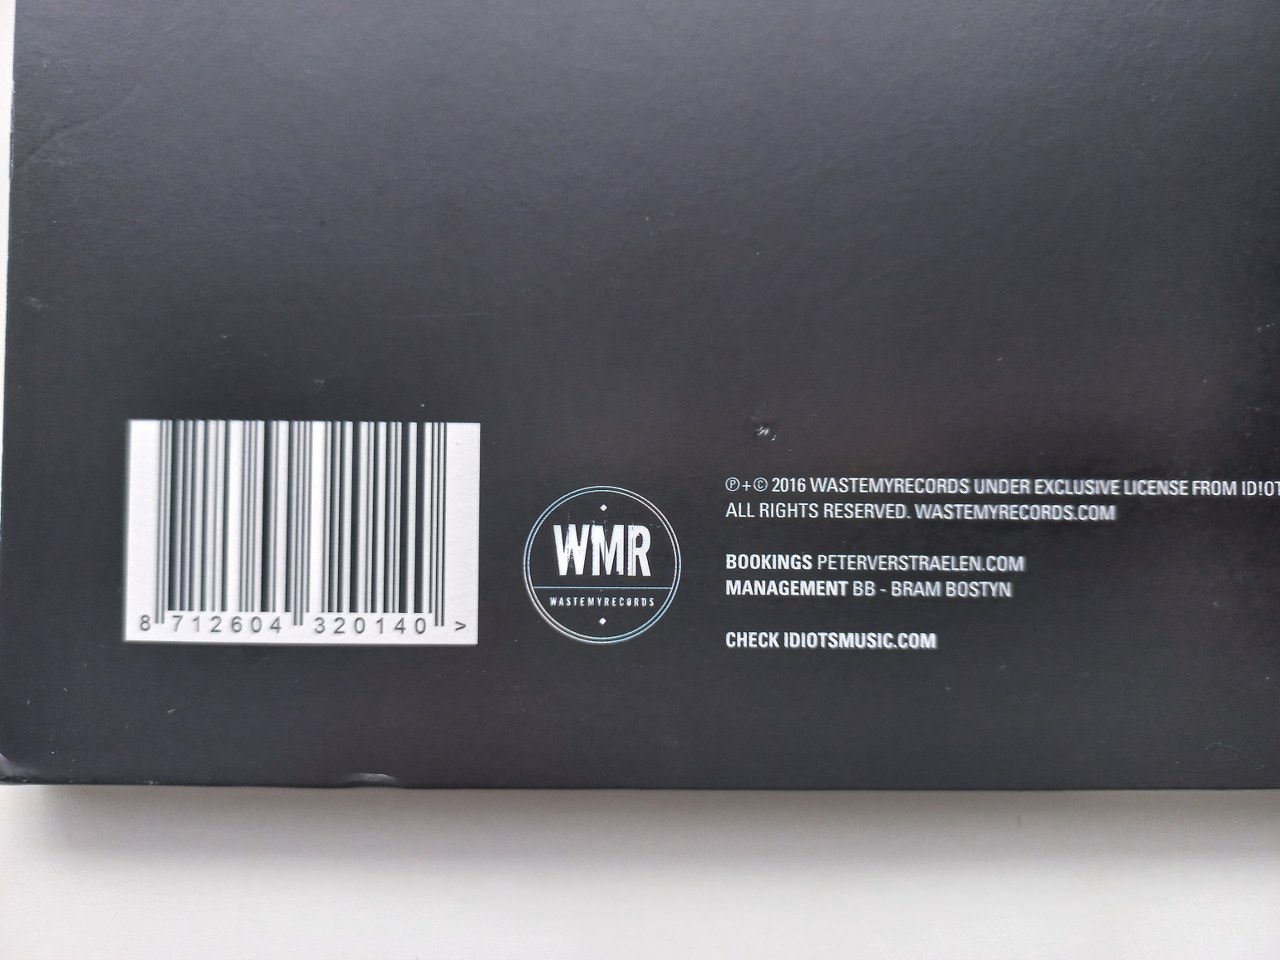 8 712604 320140 >
WMR
WASTEMYRECORDS
℗+© 2016 WASTEMYRECORDS UNDER EXCLUSIVE LICENSE FROM ID!OT
ALL RIGHTS RESERVED. WASTEMYRECORDS.COM
BOOKINGS PETERVERSTRAELEN.COM
MANAGEMENT BB - BRAM BOSTYN
CHECK IDIOTSMUSIC.COM